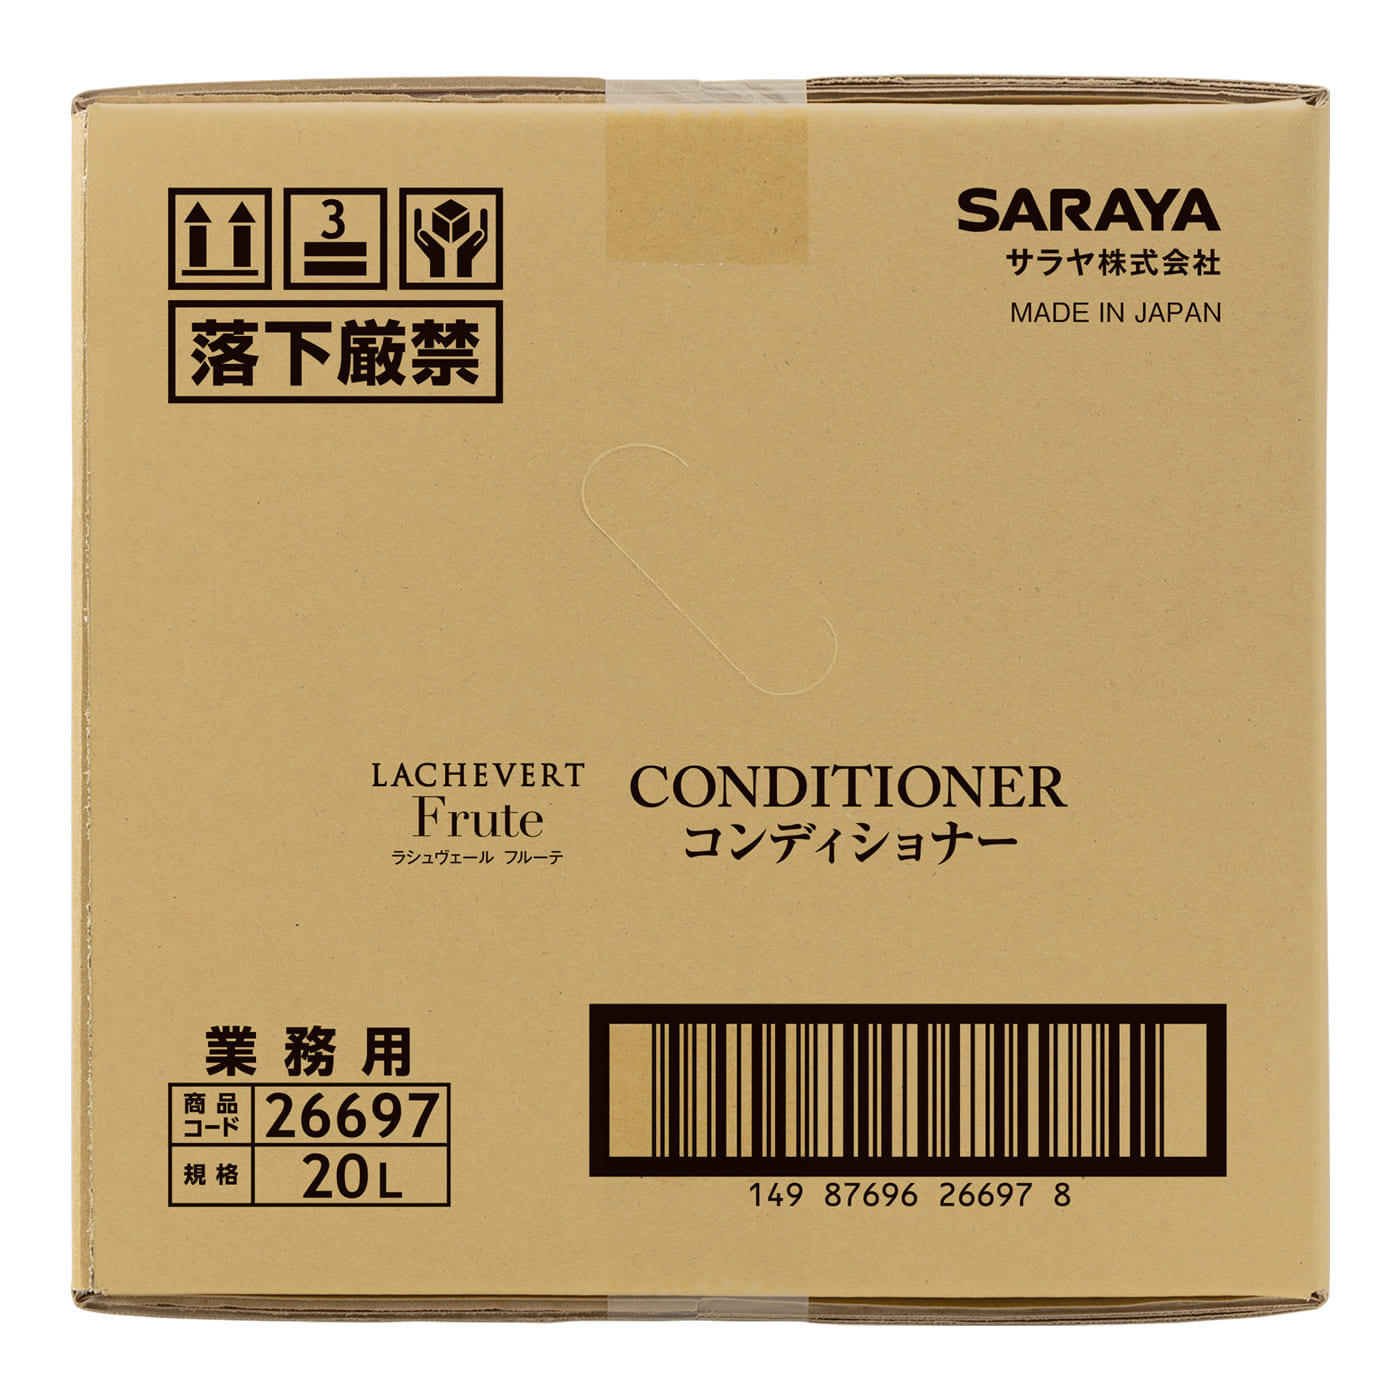 3
落下厳禁
SARAYA
サラヤ株式会社
MADE IN JAPAN
LACHEVERT
Frute
ラシュヴェール フルーテ
CONDITIONER
コンディショナー
業務用
商品コード 26697
規格 20L
149 87696 26697 8